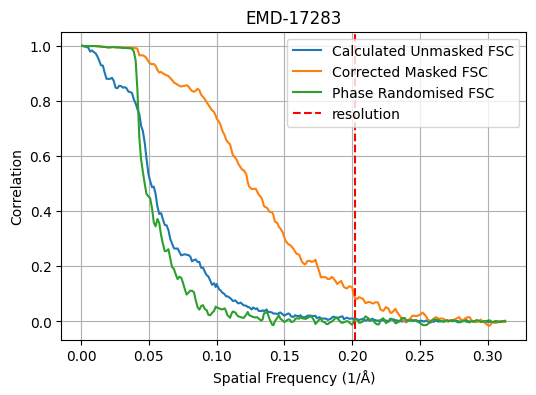 EMD-17283
Calculated Unmasked FSC
Corrected Masked FSC
Phase Randomised FSC
resolution
Correlation
1.0
0.8
0.6
0.4
0.2
0.0
0.00 0.05 0.10 0.15 0.20 0.25 0.30
Spatial Frequency (1/Å)